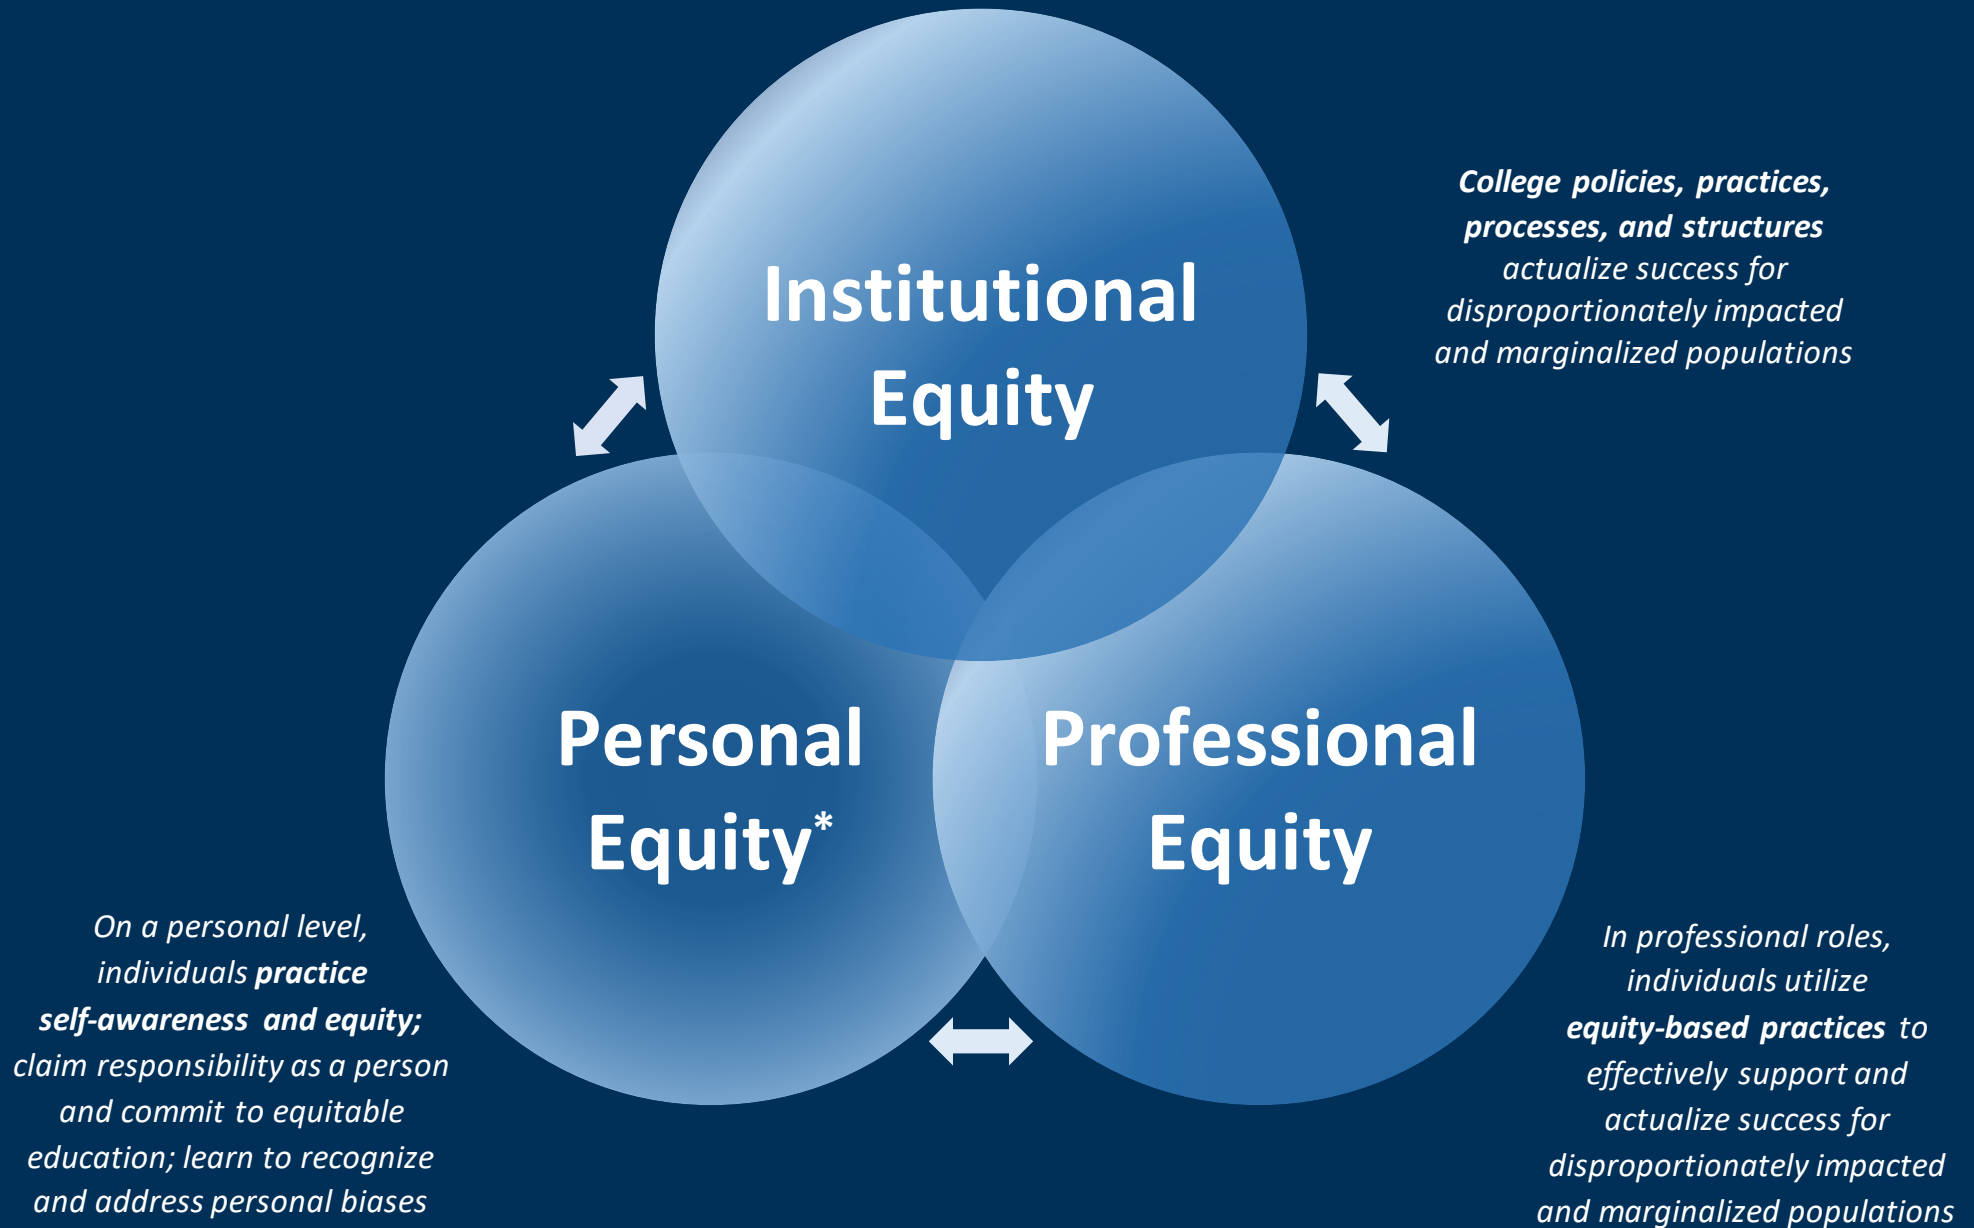 College policies, practices,
processes, and structures
actualize success for
disproportionately impacted
and marginalized populations
Institutional
Equity
Personal
Equity*
Professional
Equity
On a personal level,
individuals practice
self-awareness and equity;
claim responsibility as a person
and commit to equitable
education; learn to recognize
and address personal biases
In professional roles,
individuals utilize
equity-based practices to
effectively support and
actualize success for
disproportionately impacted
and marginalized populations